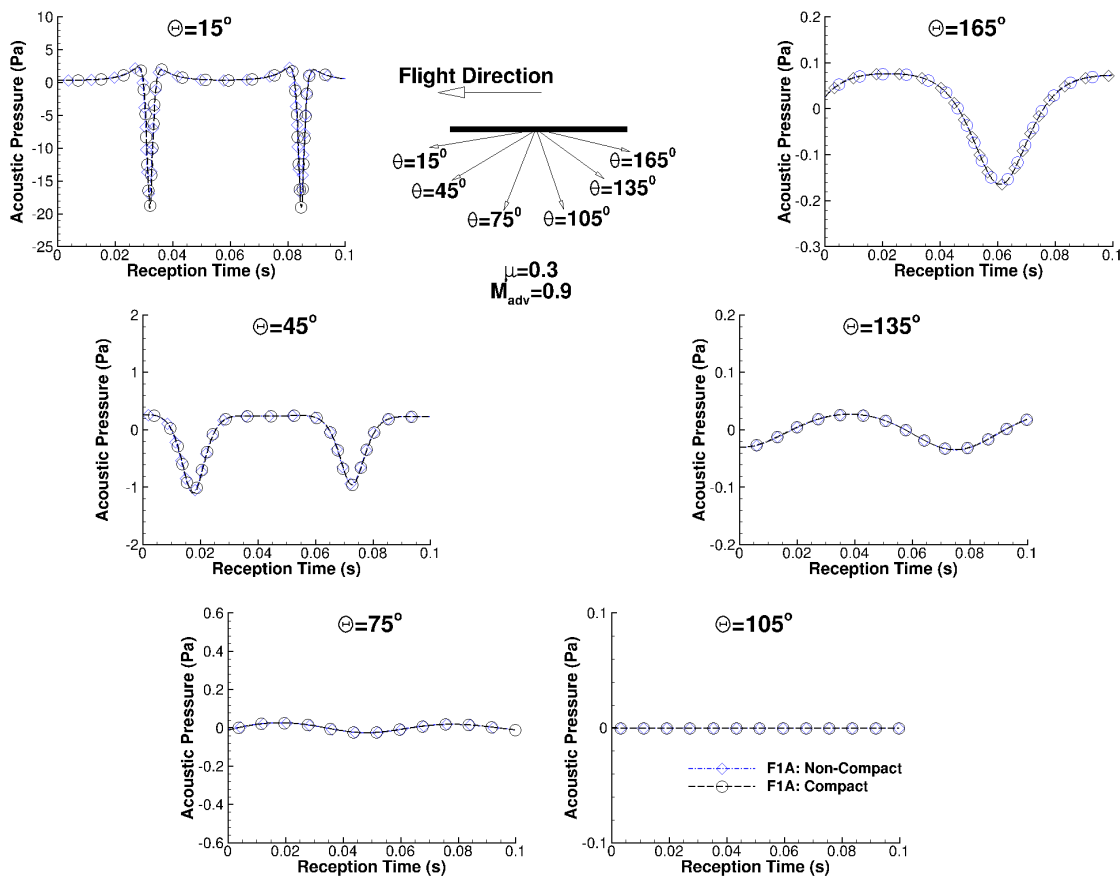 Θ=15°
Acoustic Pressure (Pa)
10
5
0
-5
-10
-15
-20
-25
0 0.02 0.04 0.06 0.08 0.1
Reception Time (s)
Flight Direction
θ=15⁰
θ=45⁰
θ=75⁰
θ=105⁰
θ=135⁰
θ=165⁰
μ=0.3
M_adv=0.9
Θ=165°
Acoustic Pressure (Pa)
0.2
0.1
0
-0.1
-0.2
-0.3
0 0.02 0.04 0.06 0.08 0.1
Reception Time (s)
Θ=45°
Acoustic Pressure (Pa)
2
1
0
-1
-2
0 0.02 0.04 0.06 0.08 0.1
Reception Time (s)
Θ=135°
Acoustic Pressure (Pa)
0.2
0.1
0
-0.1
-0.2
0 0.02 0.04 0.06 0.08 0.1
Reception Time (s)
Θ=75°
Acoustic Pressure (Pa)
0.6
0.4
0.2
0
-0.2
-0.4
-0.6
0 0.02 0.04 0.06 0.08 0.1
Reception Time (s)
Θ=105°
Acoustic Pressure (Pa)
0.1
0
-0.1
0 0.02 0.04 0.06 0.08 0.1
Reception Time (s)
F1A: Non-Compact
F1A: Compact